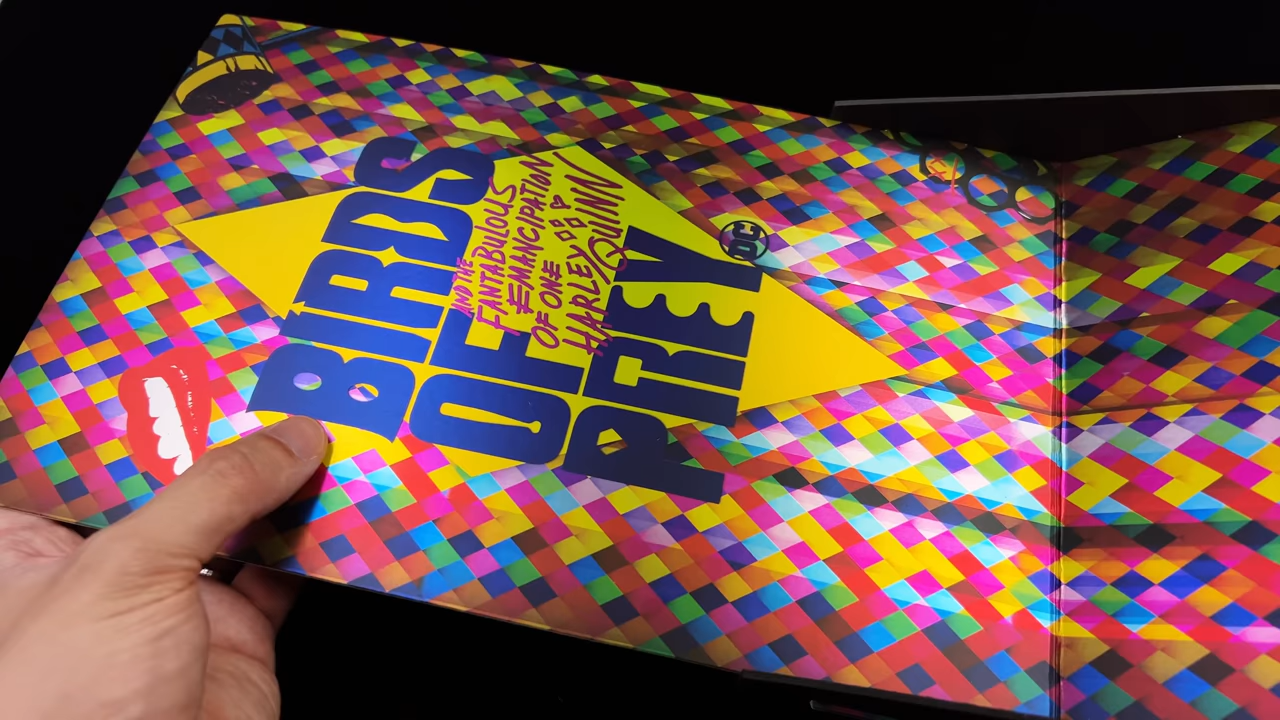 BIRDS
AND THE
FANTABULOUS
EMANCIPATION
OF ONE
HARLEY QUINN
OF
PREY
DC